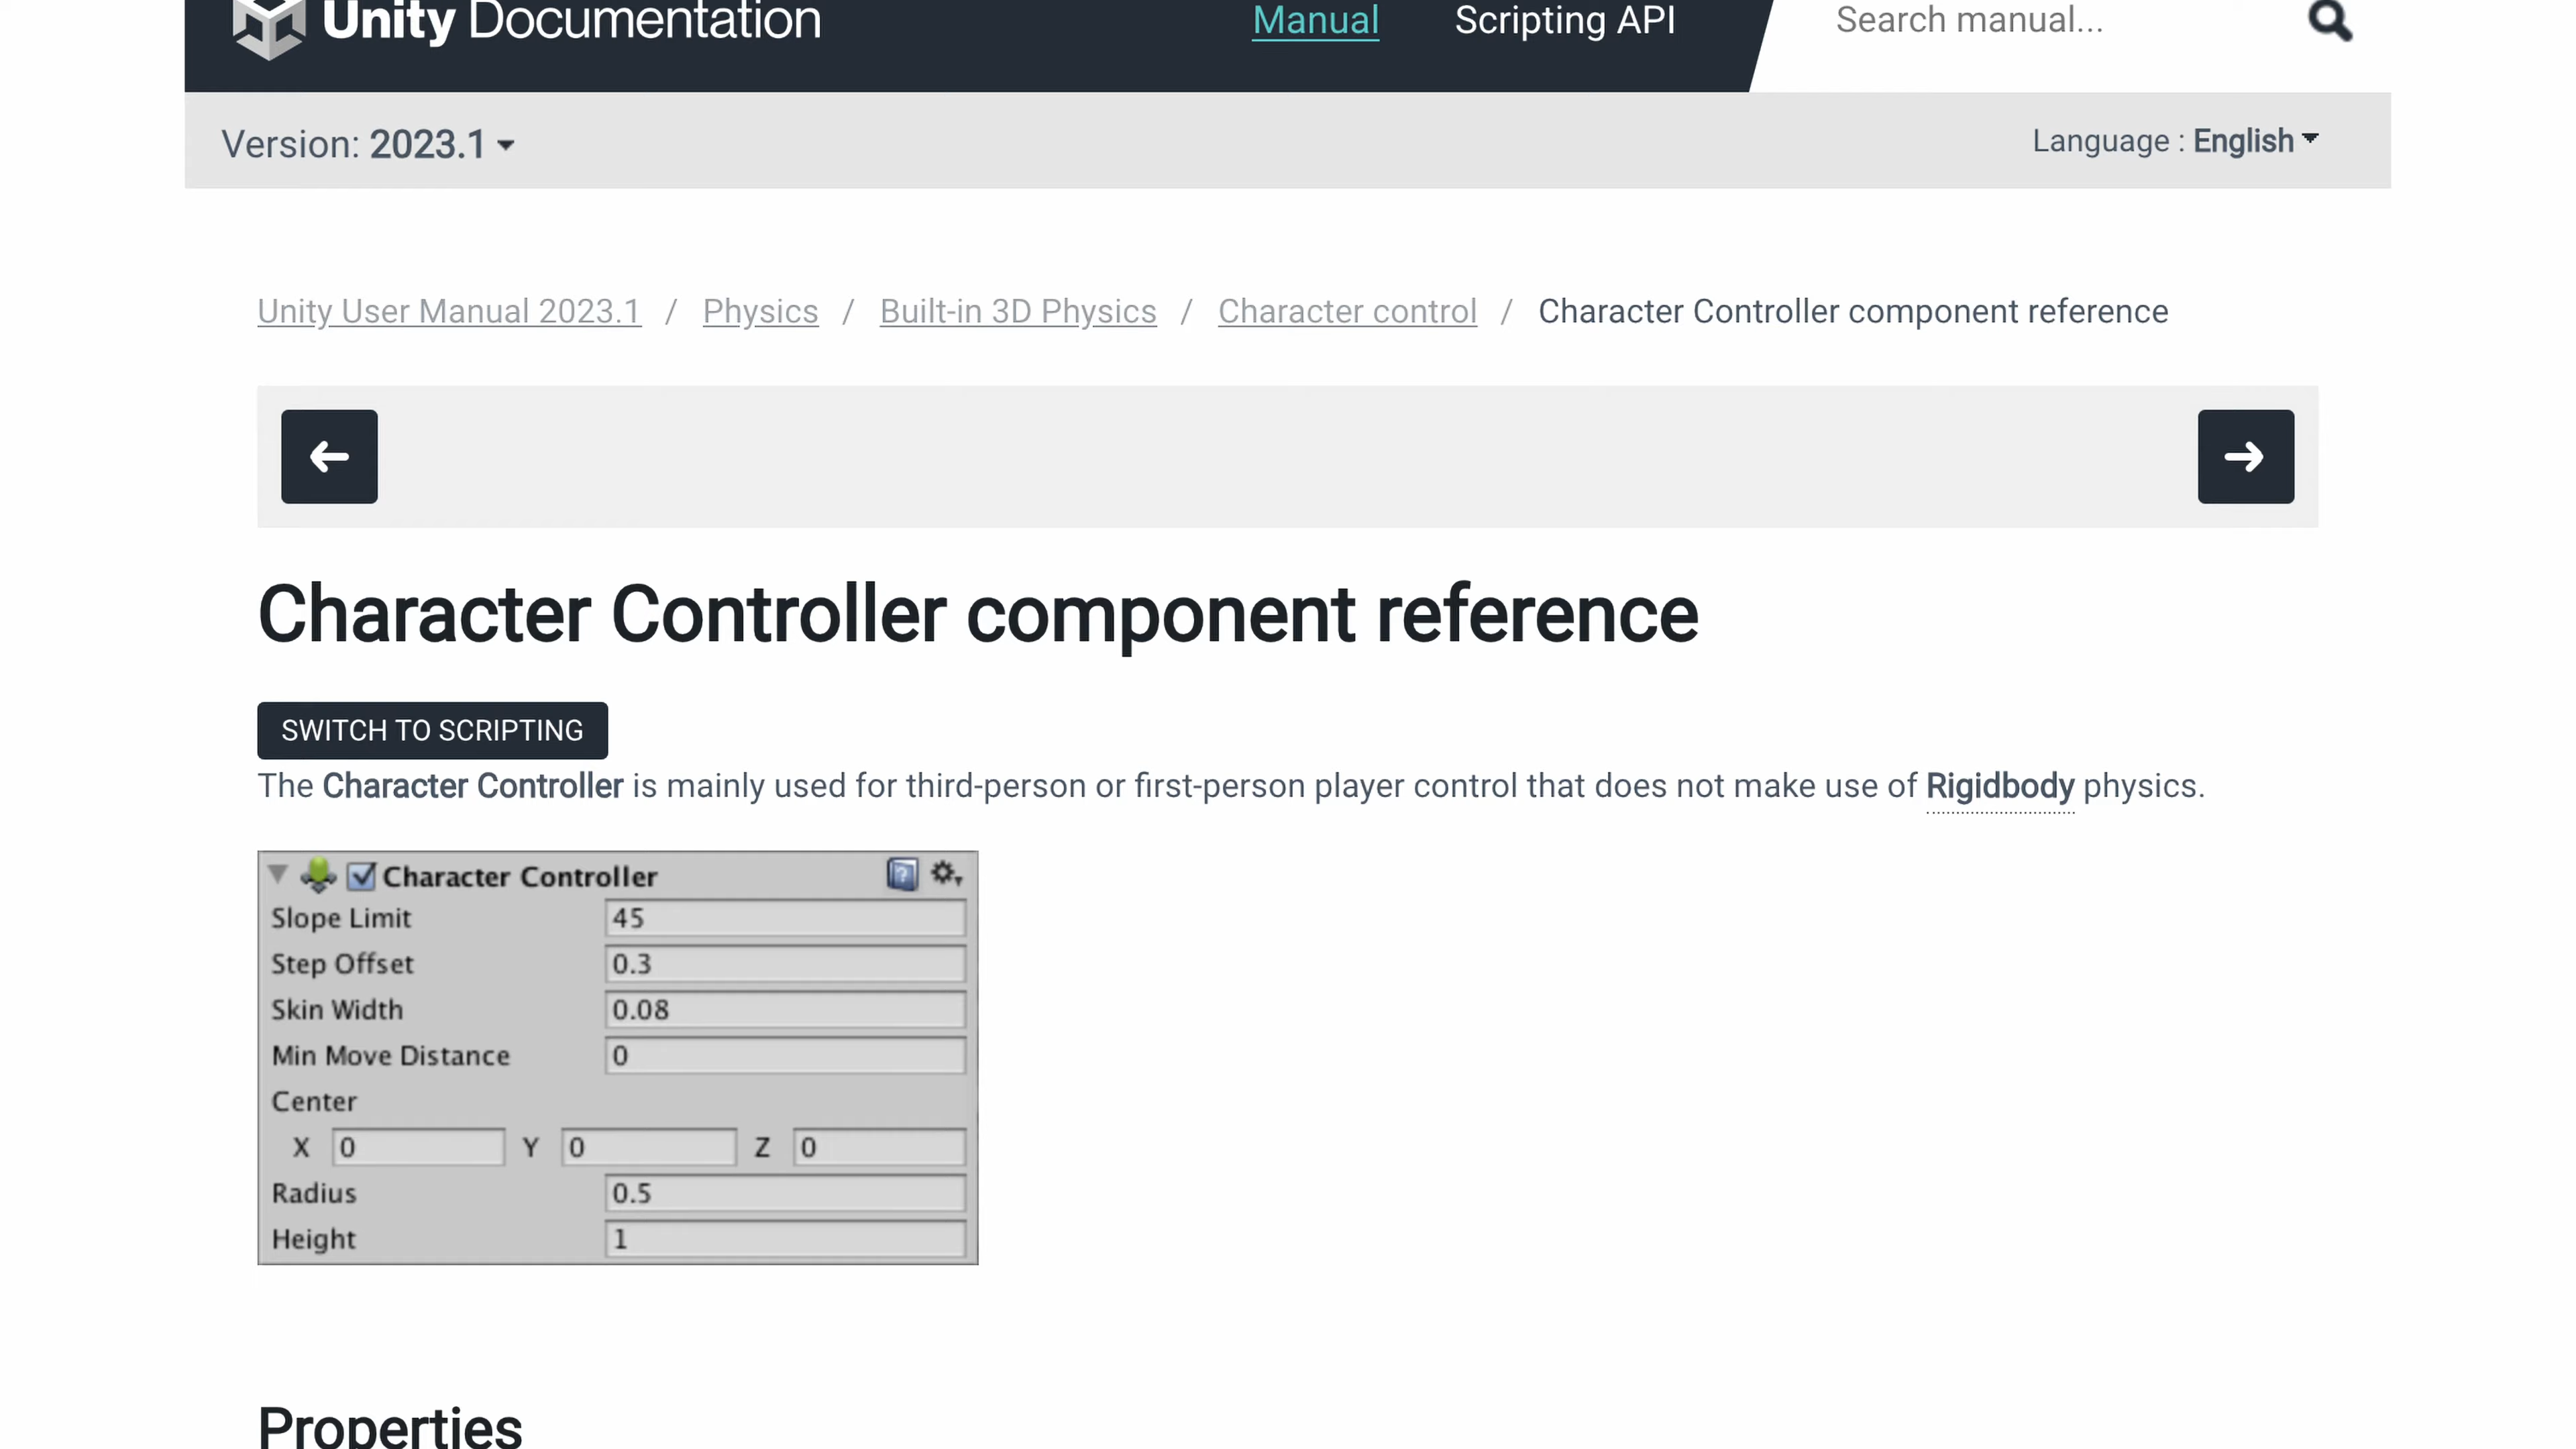 Unity Documentation
Manual
Scripting API
Search manual...
Version: 2023.1
Language : English
Unity User Manual 2023.1 / Physics / Built-in 3D Physics / Character control / Character Controller component reference
Character Controller component reference
SWITCH TO SCRIPTING
The Character Controller is mainly used for third-person or first-person player control that does not make use of Rigidbody physics.
Character Controller
Slope Limit 45
Step Offset 0.3
Skin Width 0.08
Min Move Distance 0
Center
X 0 Y 0 Z 0
Radius 0.5
Height 1
Properties